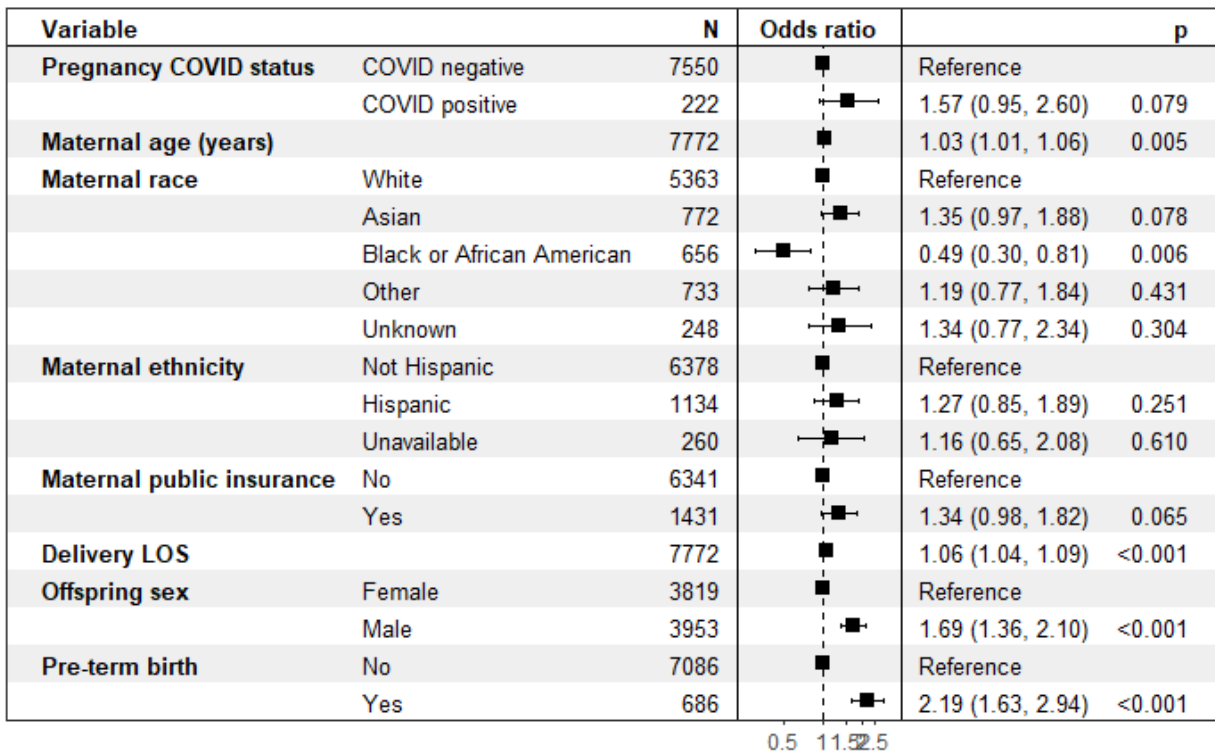 Variable N Odds ratio p
Pregnancy COVID status COVID negative 7550 Reference
COVID positive 222 1.57 (0.95, 2.60) 0.079
Maternal age (years) 7772 1.03 (1.01, 1.06) 0.005
Maternal race White 5363 Reference
Asian 772 1.35 (0.97, 1.88) 0.078
Black or African American 656 0.49 (0.30, 0.81) 0.006
Other 733 1.19 (0.77, 1.84) 0.431
Unknown 248 1.34 (0.77, 2.34) 0.304
Maternal ethnicity Not Hispanic 6378 Reference
Hispanic 1134 1.27 (0.85, 1.89) 0.251
Unavailable 260 1.16 (0.65, 2.08) 0.610
Maternal public insurance No 6341 Reference
Yes 1431 1.34 (0.98, 1.82) 0.065
Delivery LOS 7772 1.06 (1.04, 1.09) <0.001
Offspring sex Female 3819 Reference
Male 3953 1.69 (1.36, 2.10) <0.001
Pre-term birth No 7086 Reference
Yes 686 2.19 (1.63, 2.94) <0.001
0.5 1 1.5 2 2.5